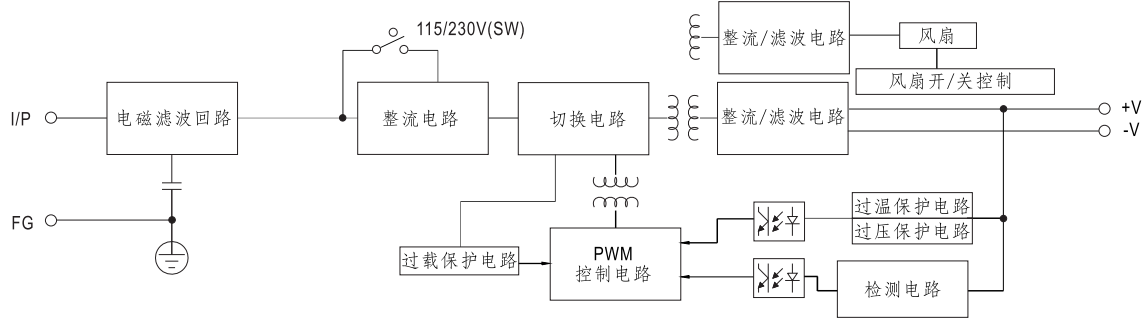 115/230V(SW)
整流/滤波电路
风扇
风扇开/关控制
I/P
电磁滤波回路
整流电路
切换电路
整流/滤波电路
+V
-V
FG
过温保护电路
过压保护电路
过载保护电路
PWM
控制电路
检测电路